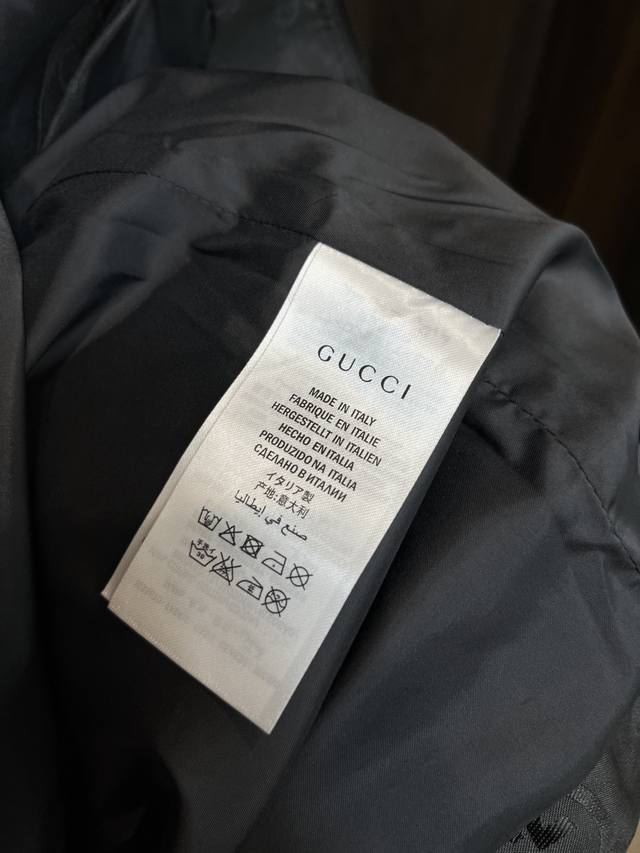 GUCCI
MADE IN ITALY
FABRIQUE EN ITALIE
HERGESTELLT IN ITALIEN
HECHO EN ITALIA
PRODUZIDO NA ITALIA
СДЕЛАНО В ИТАЛИИ
イタリア製
产地:意大利
صنع في إيطاليا